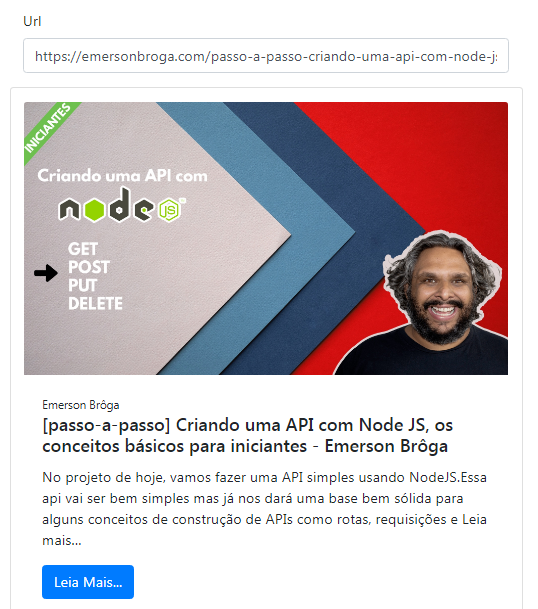 Url
https://emersonbroga.com/passo-a-passo-criando-uma-api-com-node-js
INICIANTES
Criando uma API com
node
JS
GET
POST
PUT
DELETE
Emerson Brôga
[passo-a-passo] Criando uma API com Node JS, os
conceitos básicos para iniciantes - Emerson Brôga
No projeto de hoje, vamos fazer uma API simples usando NodeJS.Essa
api vai ser bem simples mas já nos dará uma base bem sólida para
alguns conceitos de construção de APIs como rotas, requisições e Leia
mais...
Leia Mais...